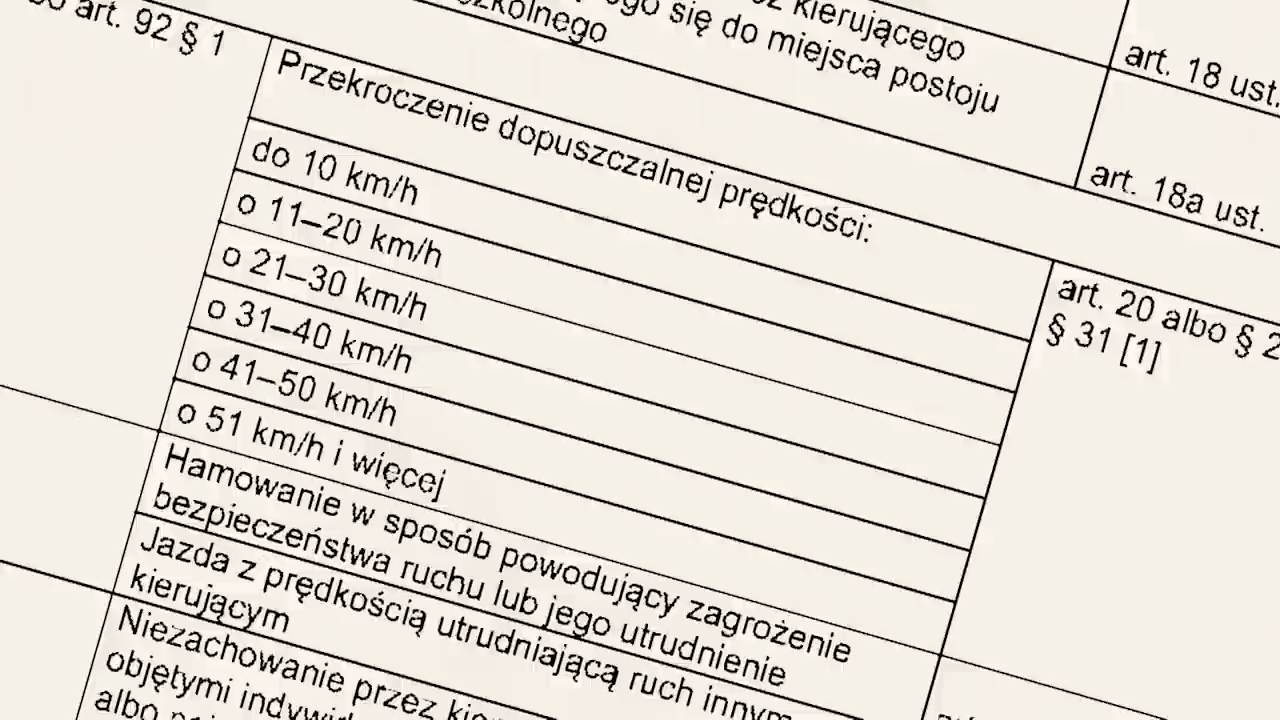 art. 92 § 1
kierującego
się do miejsca postoju
art. 18 ust.
art. 18a ust.
Przekroczenie dopuszczalnej prędkości:
do 10 km/h
o 11–20 km/h
o 21–30 km/h
o 31–40 km/h
o 41–50 km/h
o 51 km/h i więcej
art. 20 albo § 2
§ 31 [1]
Hamowanie w sposób powodujący zagrożenie
bezpieczeństwa ruchu lub jego utrudnienie
Jazda z prędkością utrudniającą ruch innym
kierującym
Niezachowanie przez
objętymi
albo